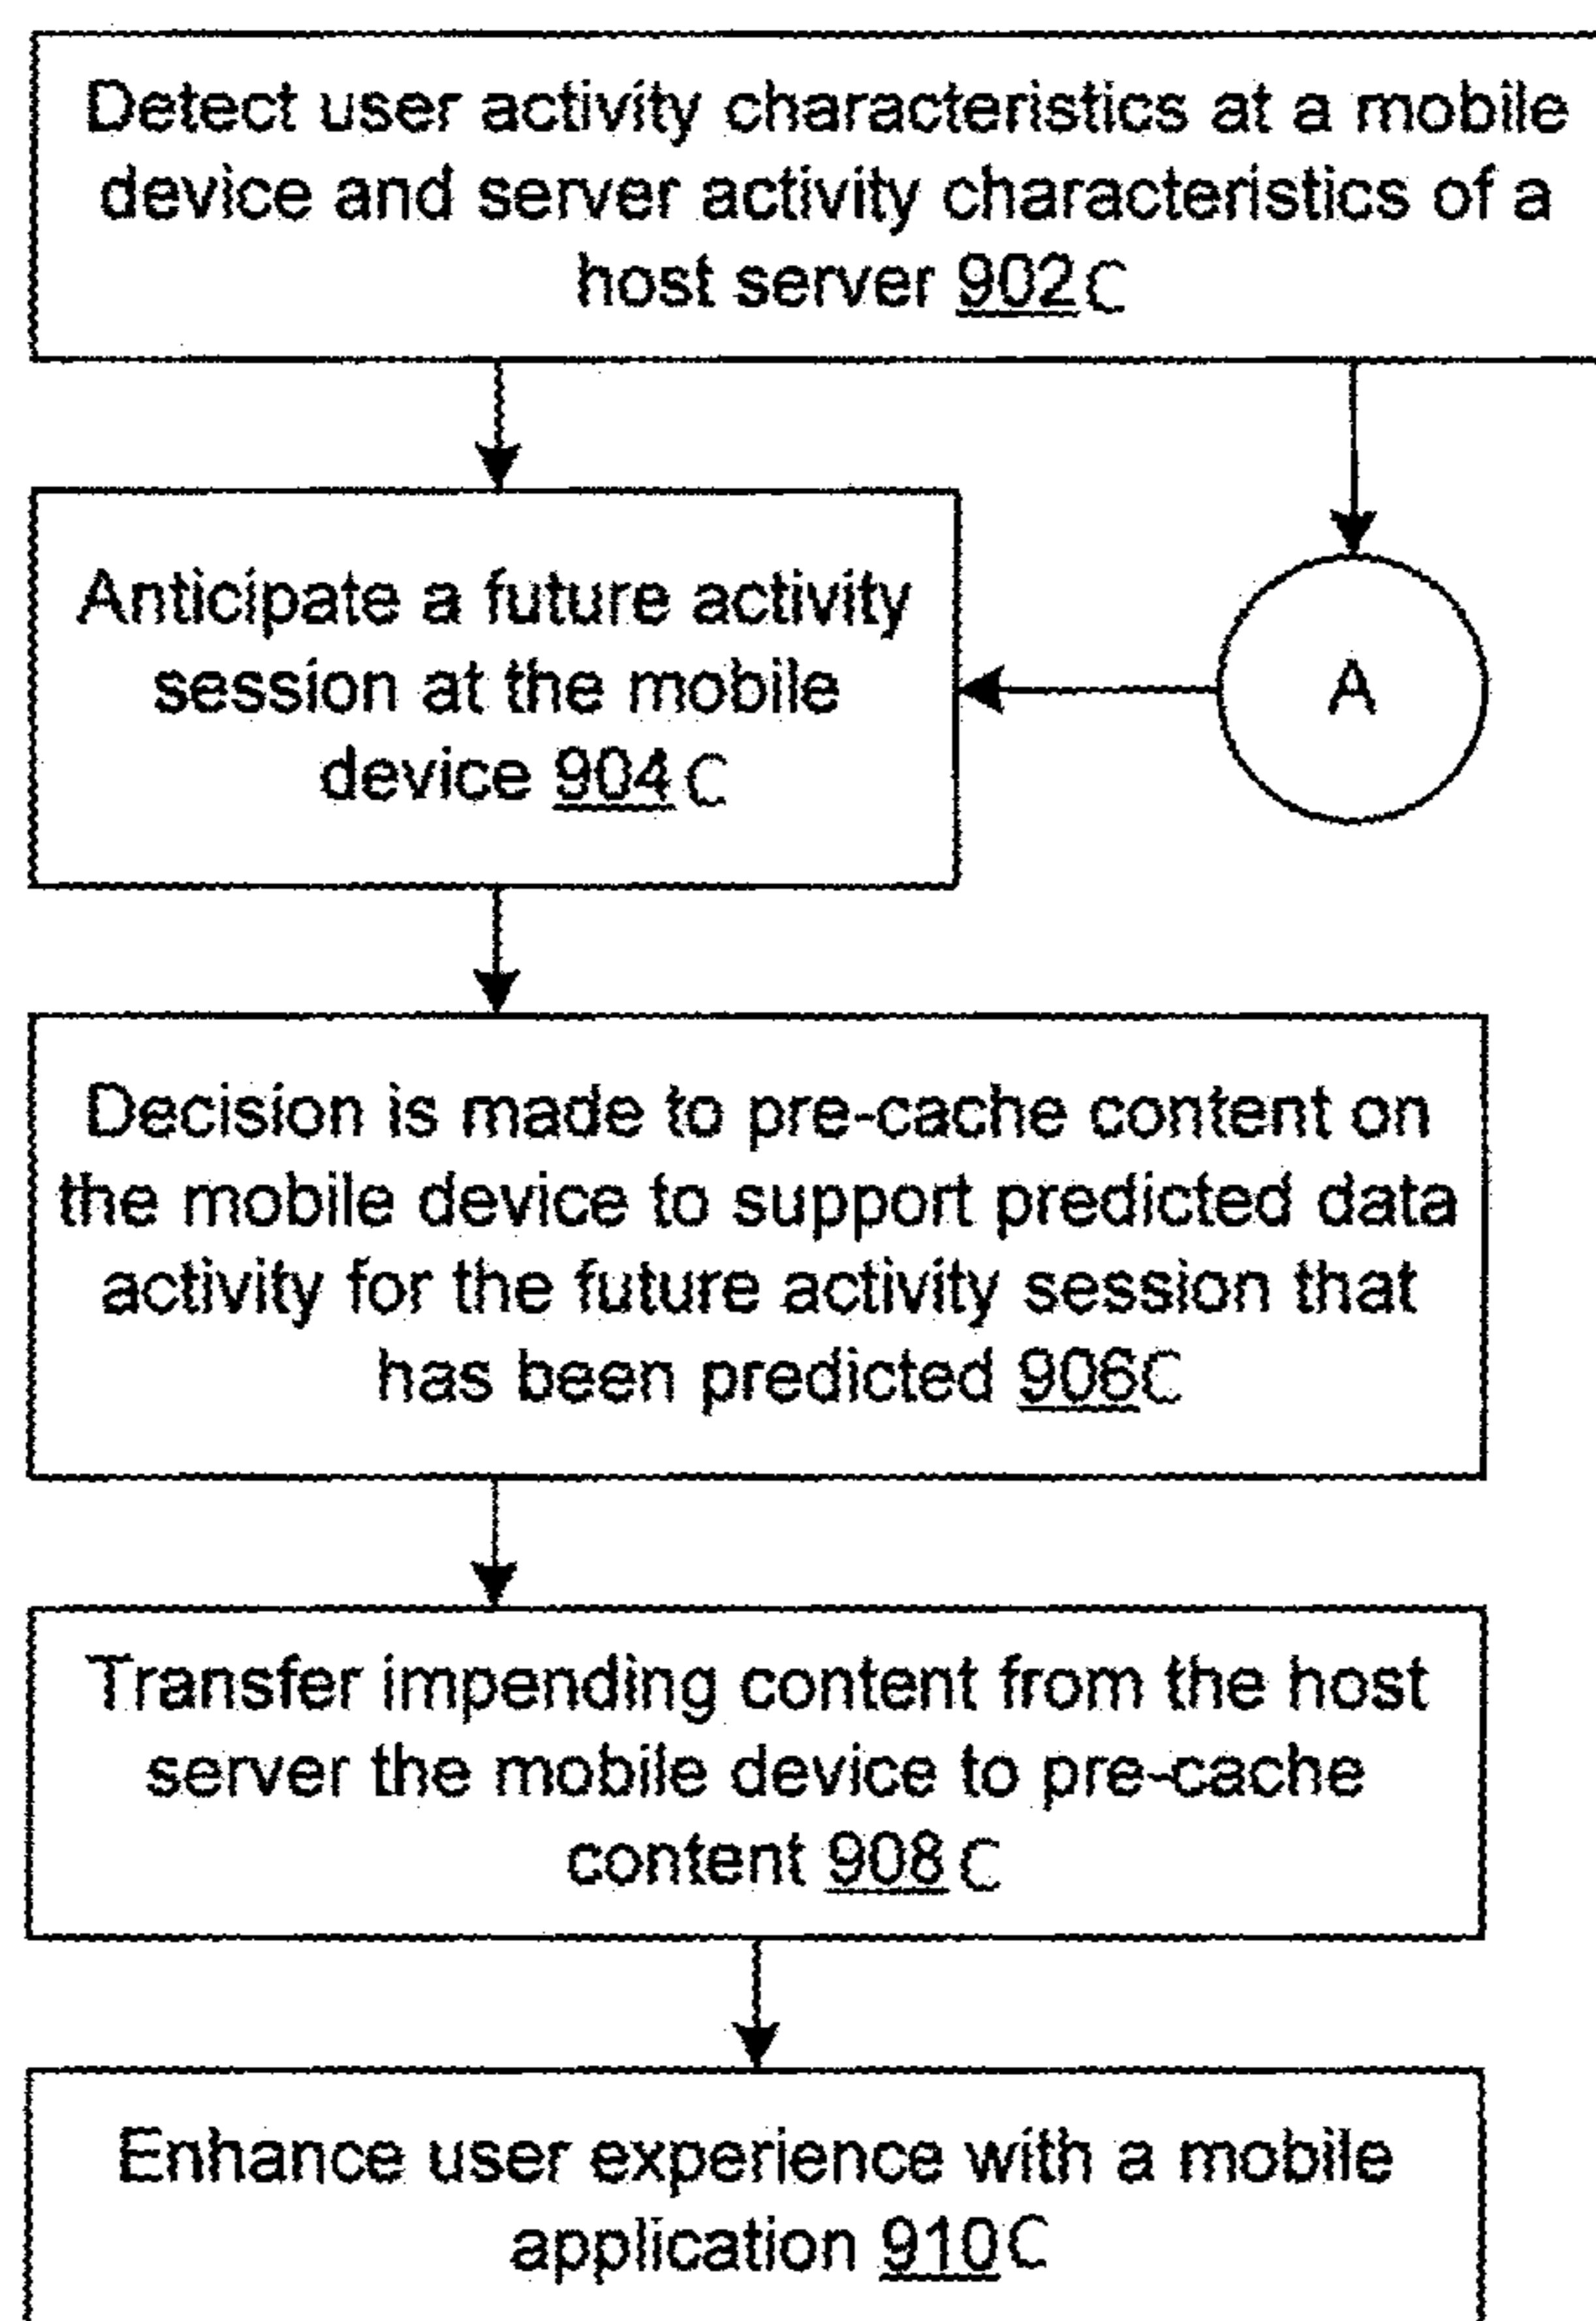 Detect user activity characteristics at a mobile
device and server activity characteristics of a
host server 902C
Anticipate a future activity
session at the mobile
device 904C
A
Decision is made to pre-cache content on
the mobile device to support predicted data
activity for the future activity session that
has been predicted 906C
Transfer impending content from the host
server the mobile device to pre-cache
content 908C
Enhance user experience with a mobile
application 910C